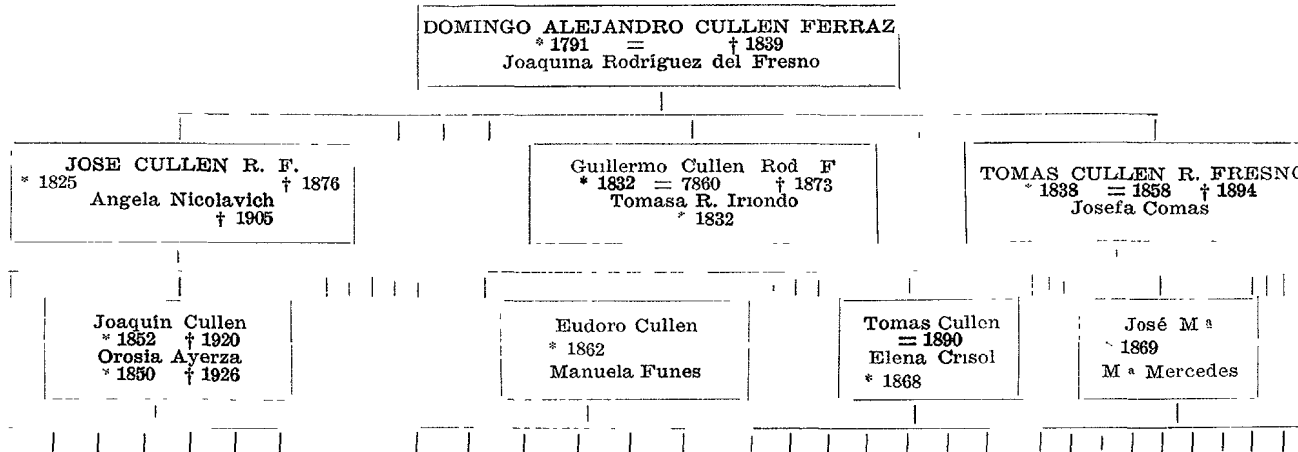 DOMINGO ALEJANDRO CULLEN FERRAZ
* 1791 = † 1839
Joaquina Rodríguez del Fresno
JOSE CULLEN R. F.
* 1825 † 1876
Angela Nicolavich
† 1905
Guillermo Cullen Rod F
* 1832 = 7860 † 1873
Tomasa R. Iriondo
* 1832
TOMAS CULLEN R. FRESNO
* 1838 = 1858 † 1894
Josefa Comas
Joaquín Cullen
* 1852 † 1920
Orosia Ayerza
* 1850 † 1926
Eudoro Cullen
* 1862
Manuela Funes
Tomas Cullen
= 1890
Elena Crisol
* 1868
José Mª
* 1869
Mª Mercedes